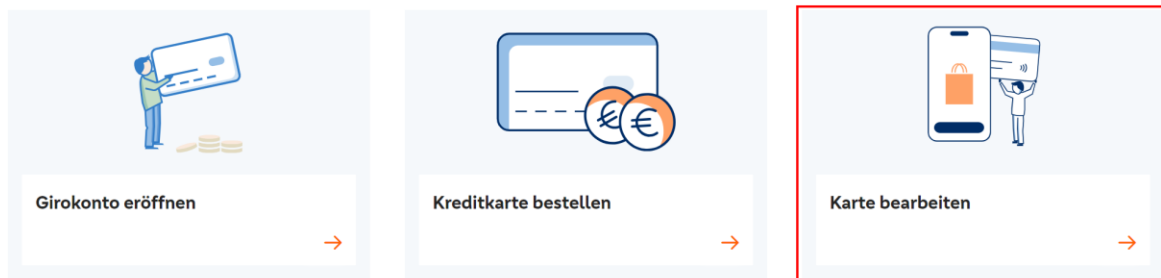 Girokonto eröffnen
Kreditkarte bestellen
Karte bearbeiten